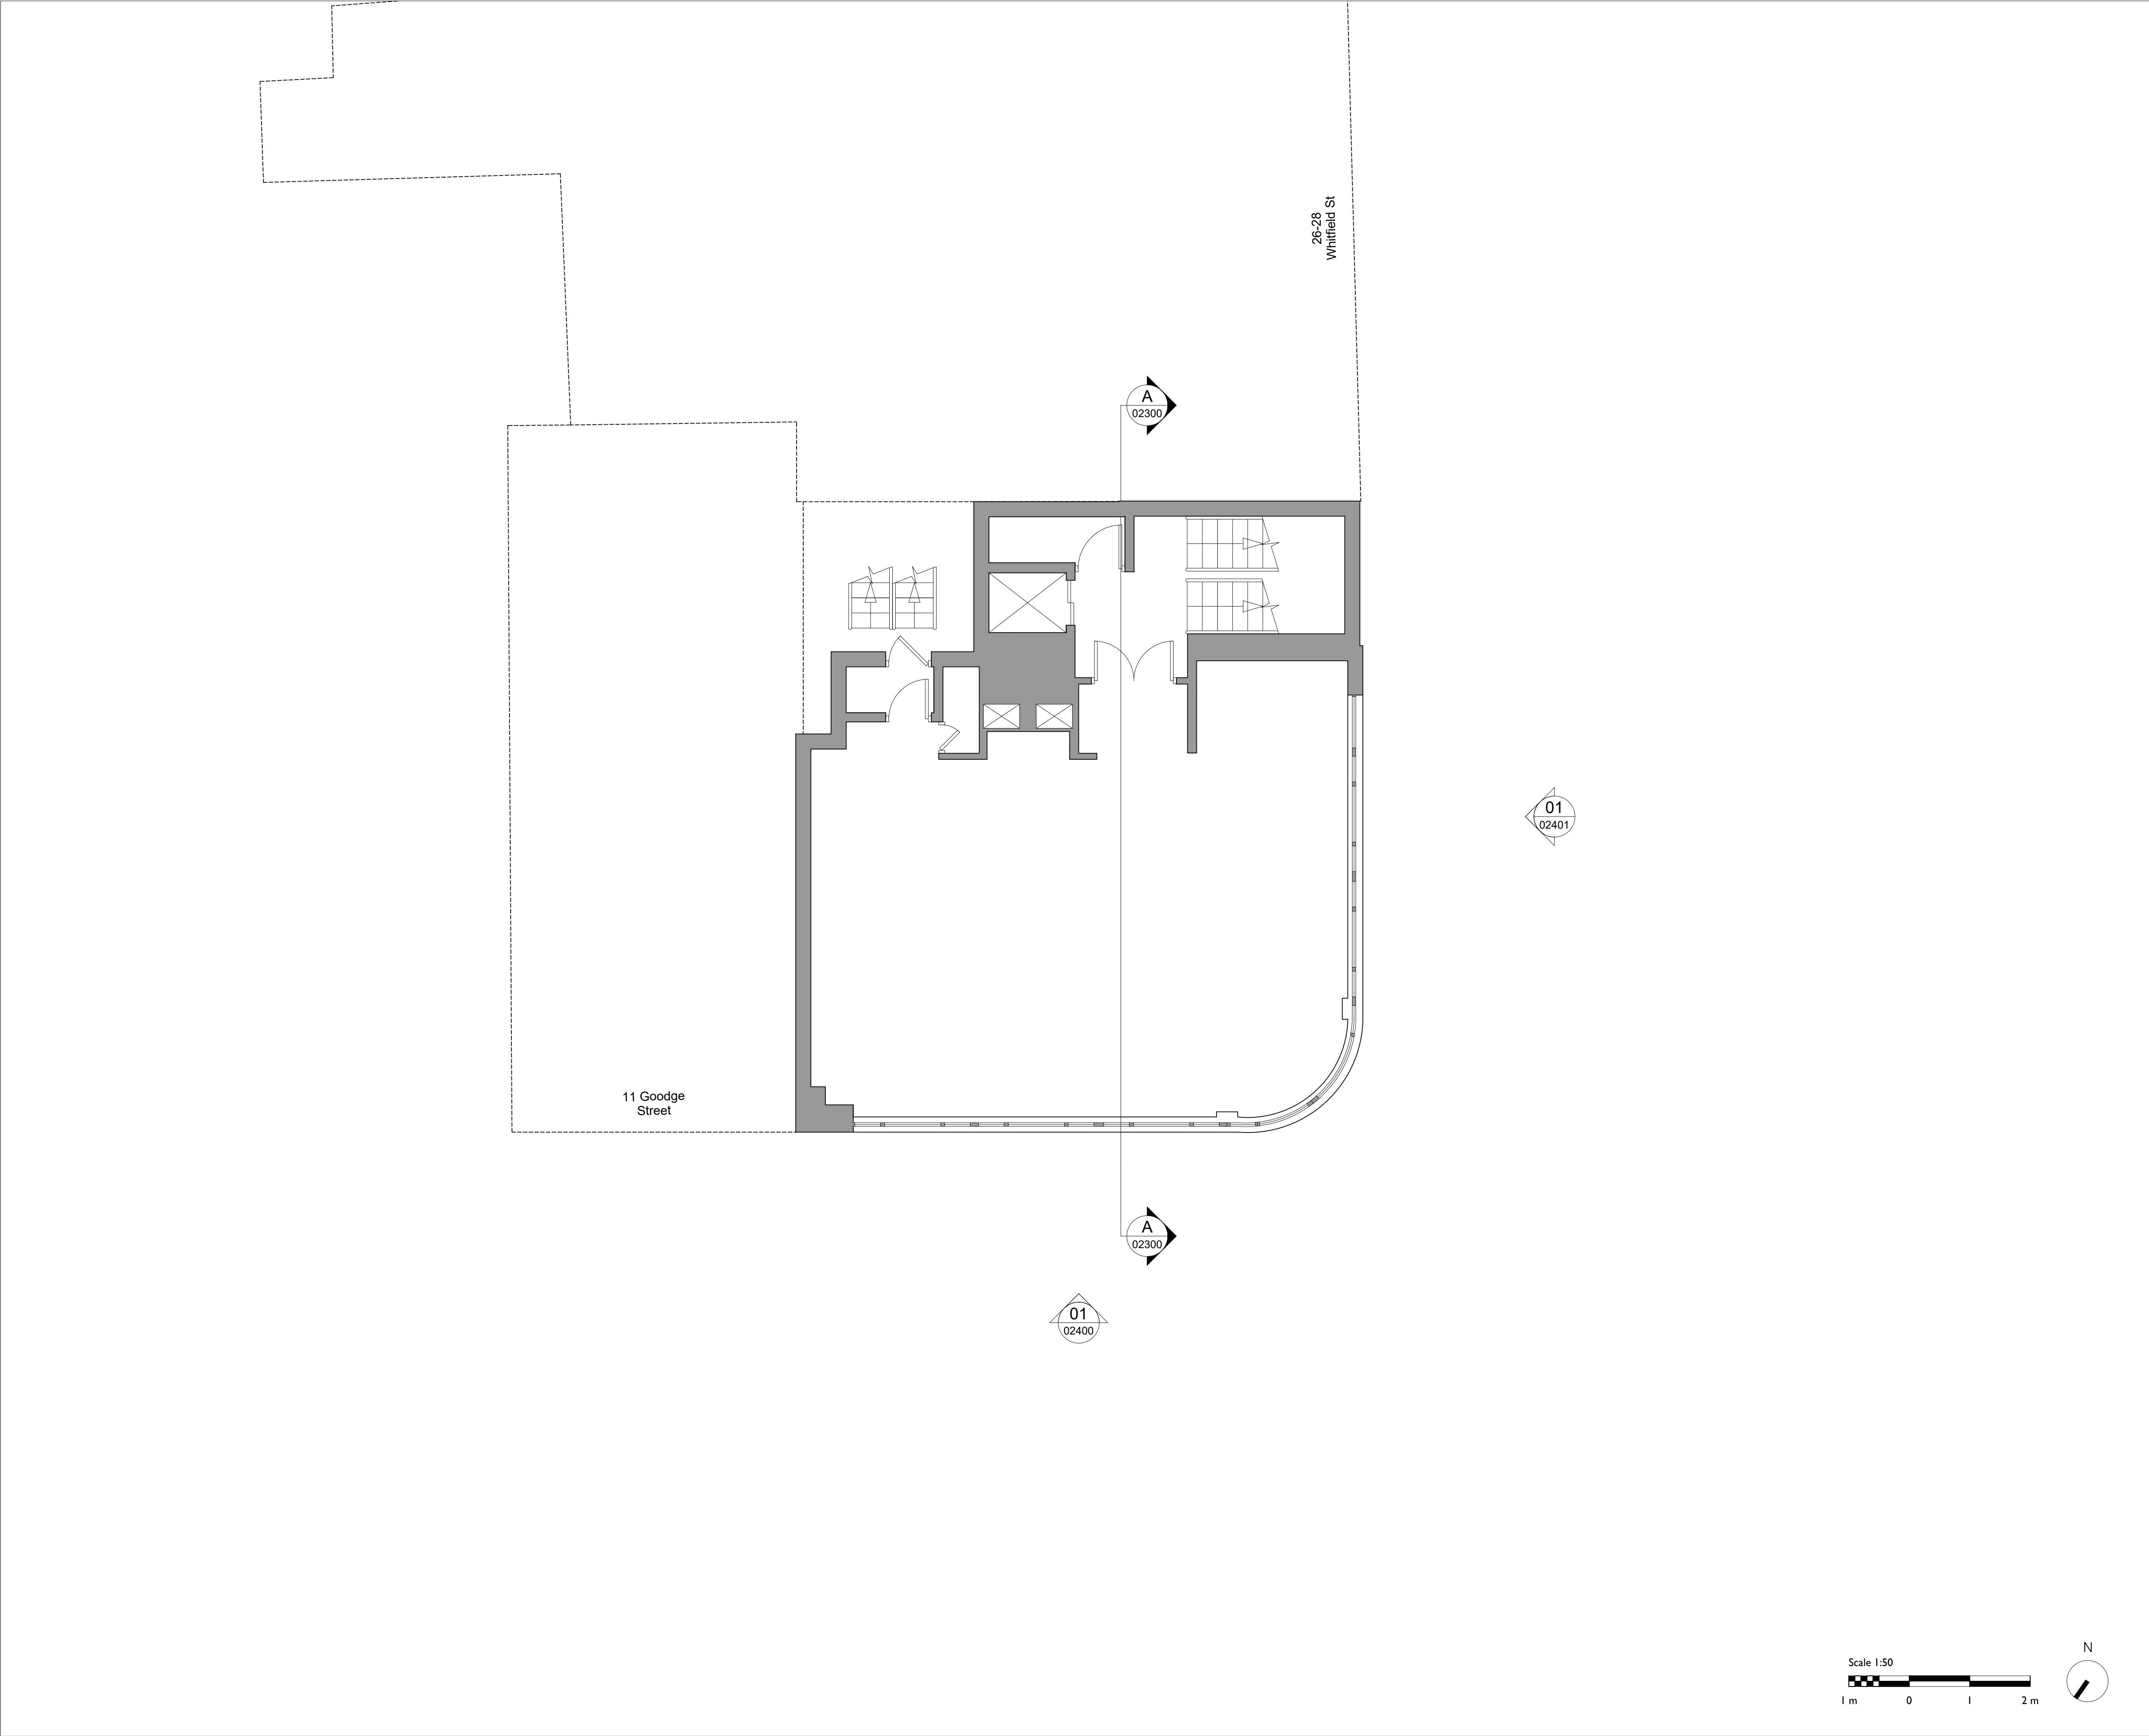 26-28
Whitfield St
A
02300
01
02401
11 Goodge
Street
A
02300
01
02400
N
Scale 1:50
1 m 0 1 2 m